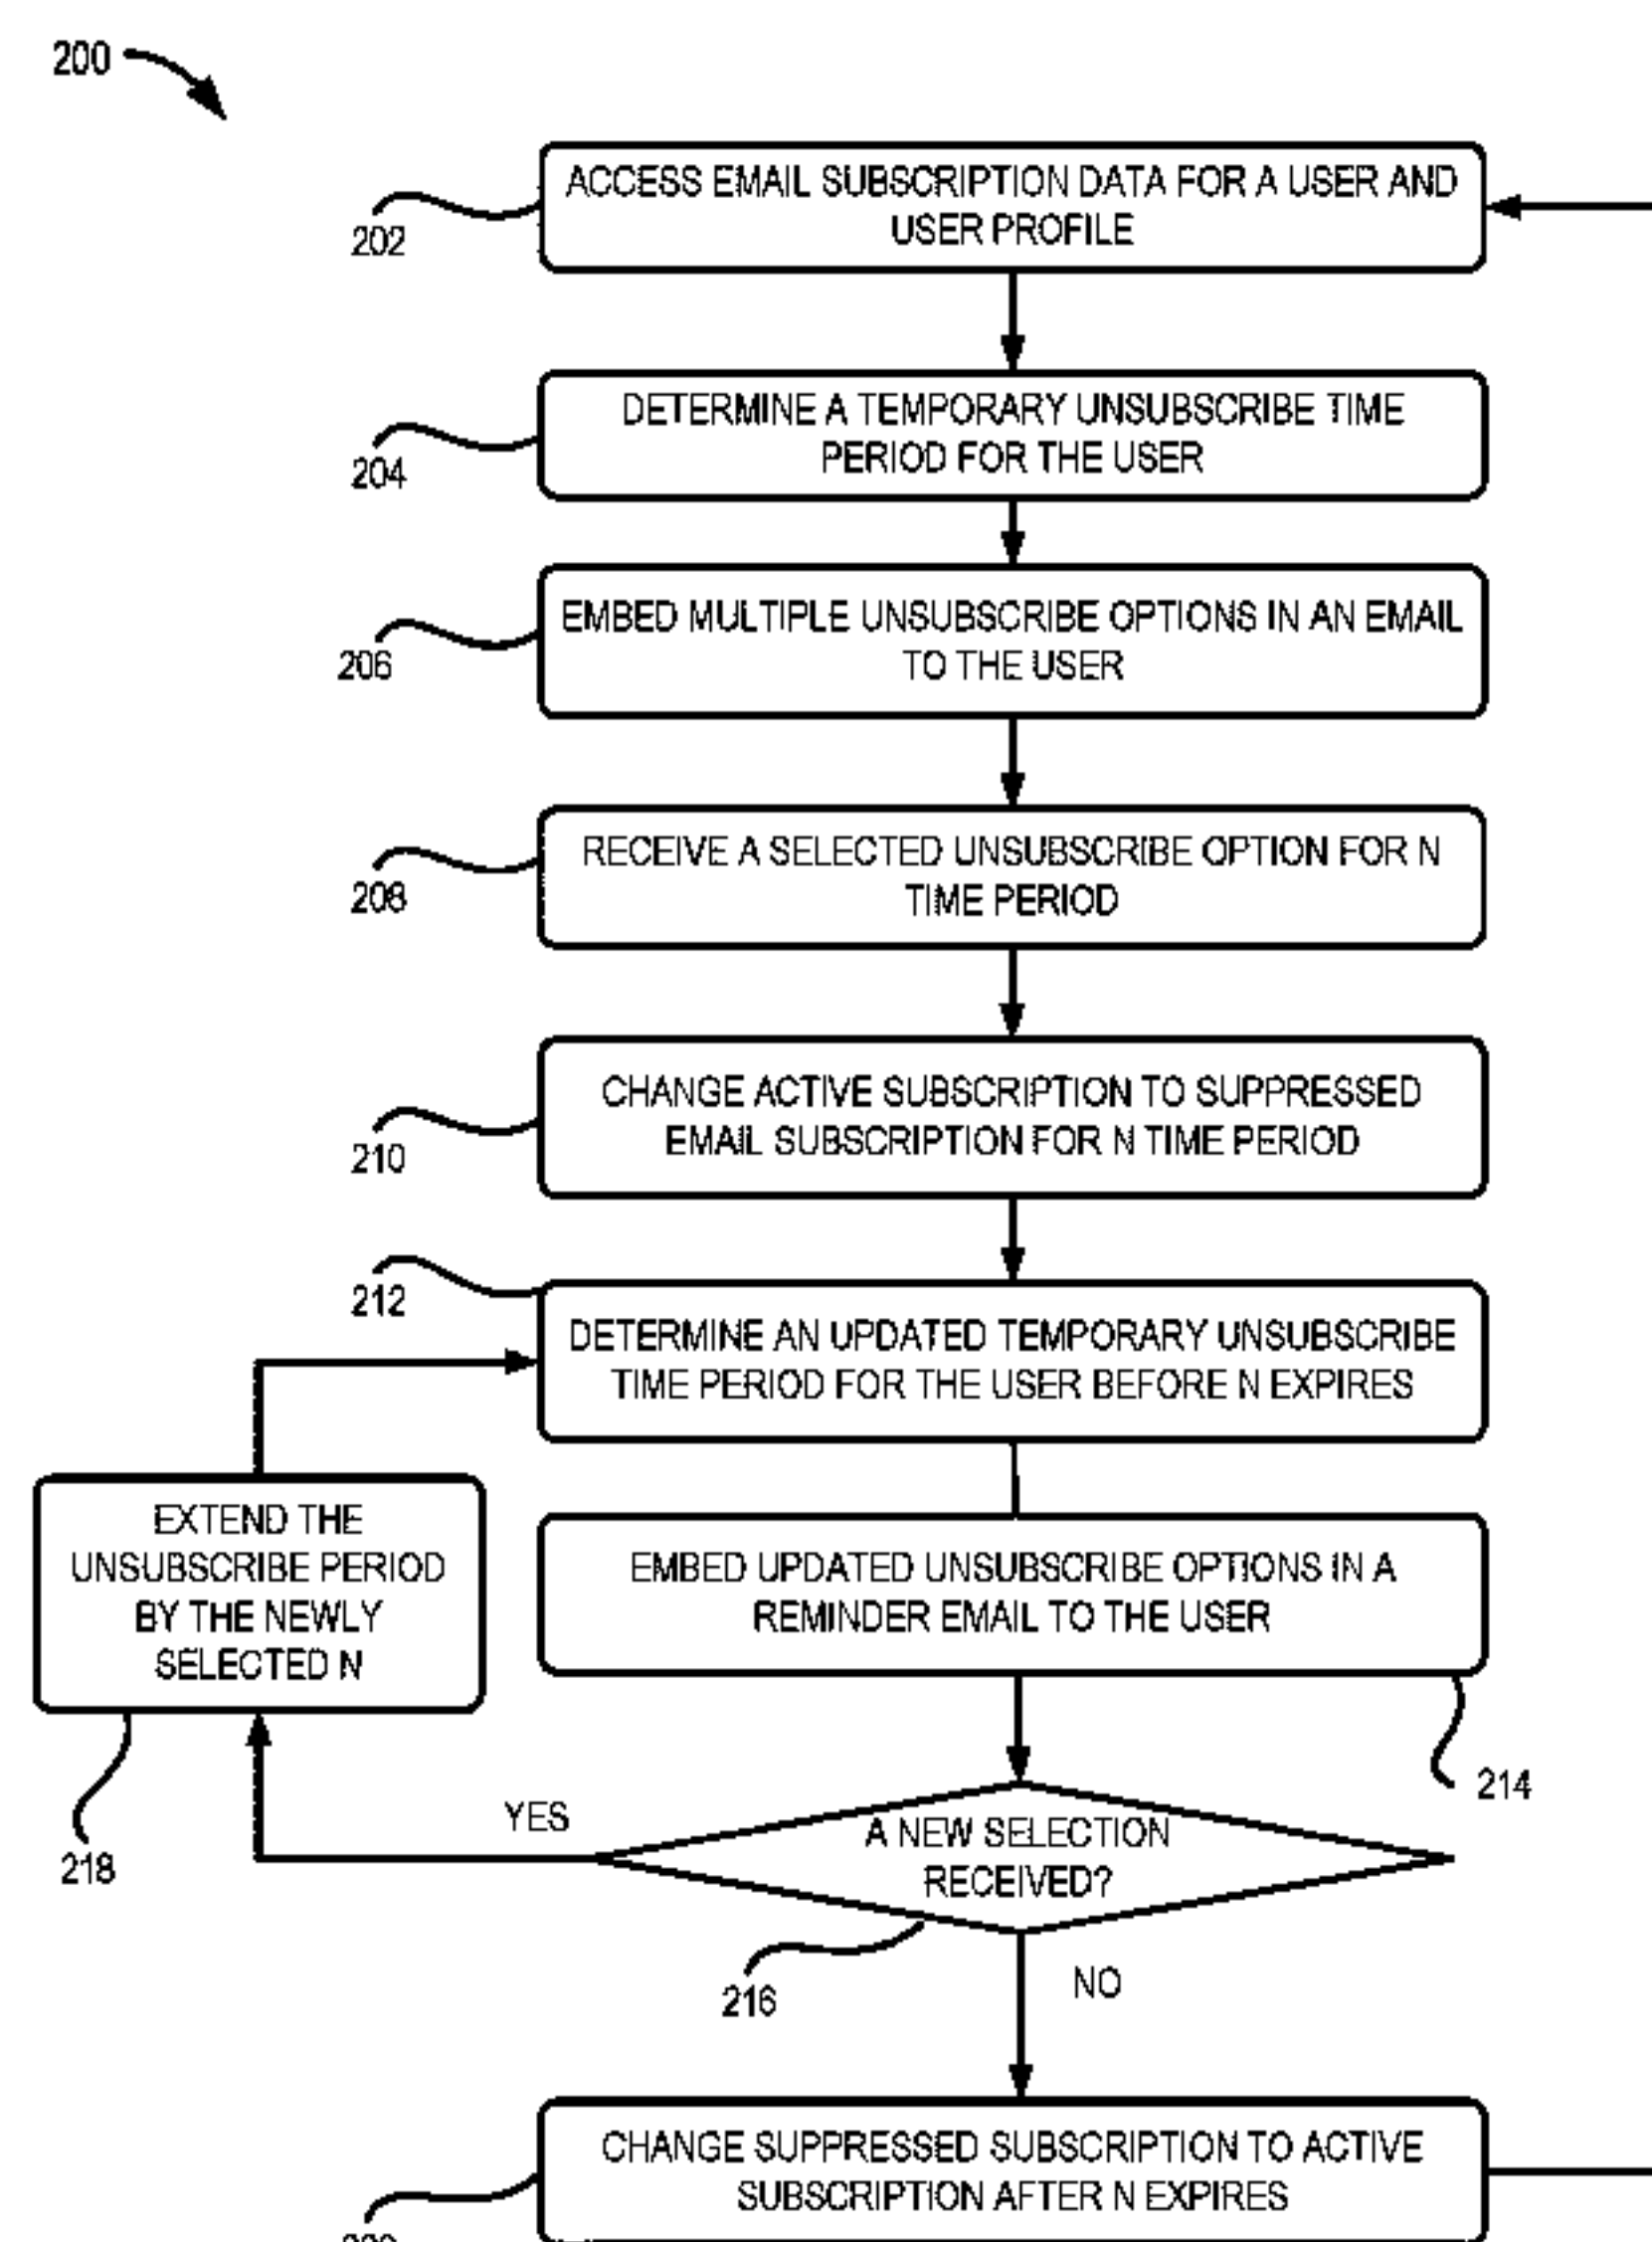 200
ACCESS EMAIL SUBSCRIPTION DATA FOR A USER AND
USER PROFILE
202
DETERMINE A TEMPORARY UNSUBSCRIBE TIME
PERIOD FOR THE USER
204
EMBED MULTIPLE UNSUBSCRIBE OPTIONS IN AN EMAIL
TO THE USER
206
RECEIVE A SELECTED UNSUBSCRIBE OPTION FOR N
TIME PERIOD
208
CHANGE ACTIVE SUBSCRIPTION TO SUPPRESSED
EMAIL SUBSCRIPTION FOR N TIME PERIOD
210
212
DETERMINE AN UPDATED TEMPORARY UNSUBSCRIBE
TIME PERIOD FOR THE USER BEFORE N EXPIRES
EXTEND THE
UNSUBSCRIBE PERIOD
BY THE NEWLY
SELECTED N
EMBED UPDATED UNSUBSCRIBE OPTIONS IN A
REMINDER EMAIL TO THE USER
214
YES
A NEW SELECTION
RECEIVED?
218
216
NO
CHANGE SUPPRESSED SUBSCRIPTION TO ACTIVE
SUBSCRIPTION AFTER N EXPIRES